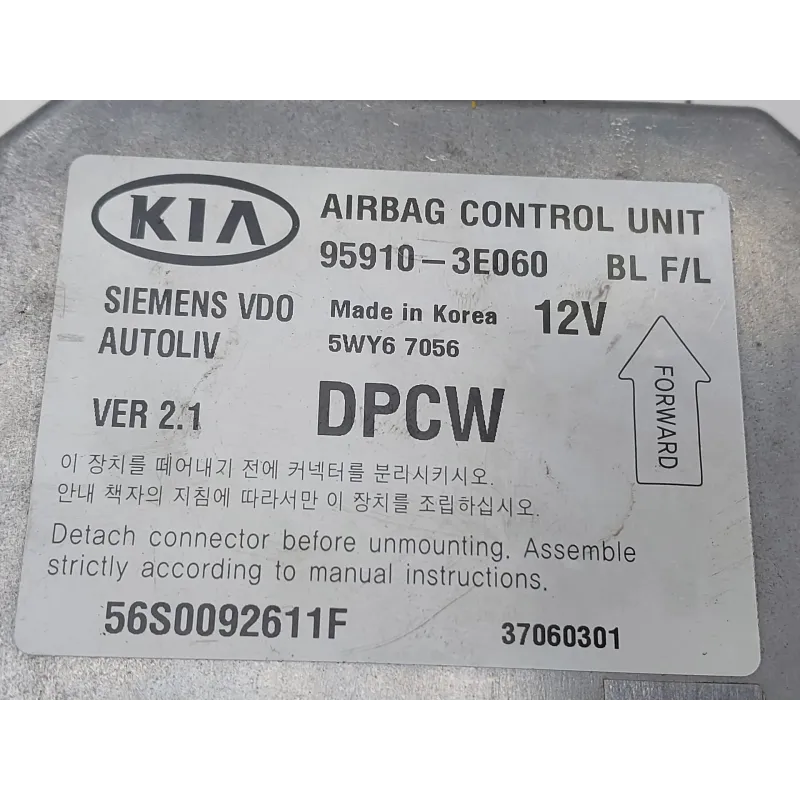 KIA AIRBAG CONTROL UNIT
95910-3E060 BL F/L
SIEMENS VDO Made in Korea 12V
AUTOLIV 5WY6 7056
FORWARD
VER 2.1 DPCW
이 장치를 떼어내기 전에 커넥터를 분리시키시오.
안내 책자의 지침에 따라서만 이 장치를 조립하십시오.
Detach connector before unmounting. Assemble
strictly according to manual instructions.
56S0092611F 37060301